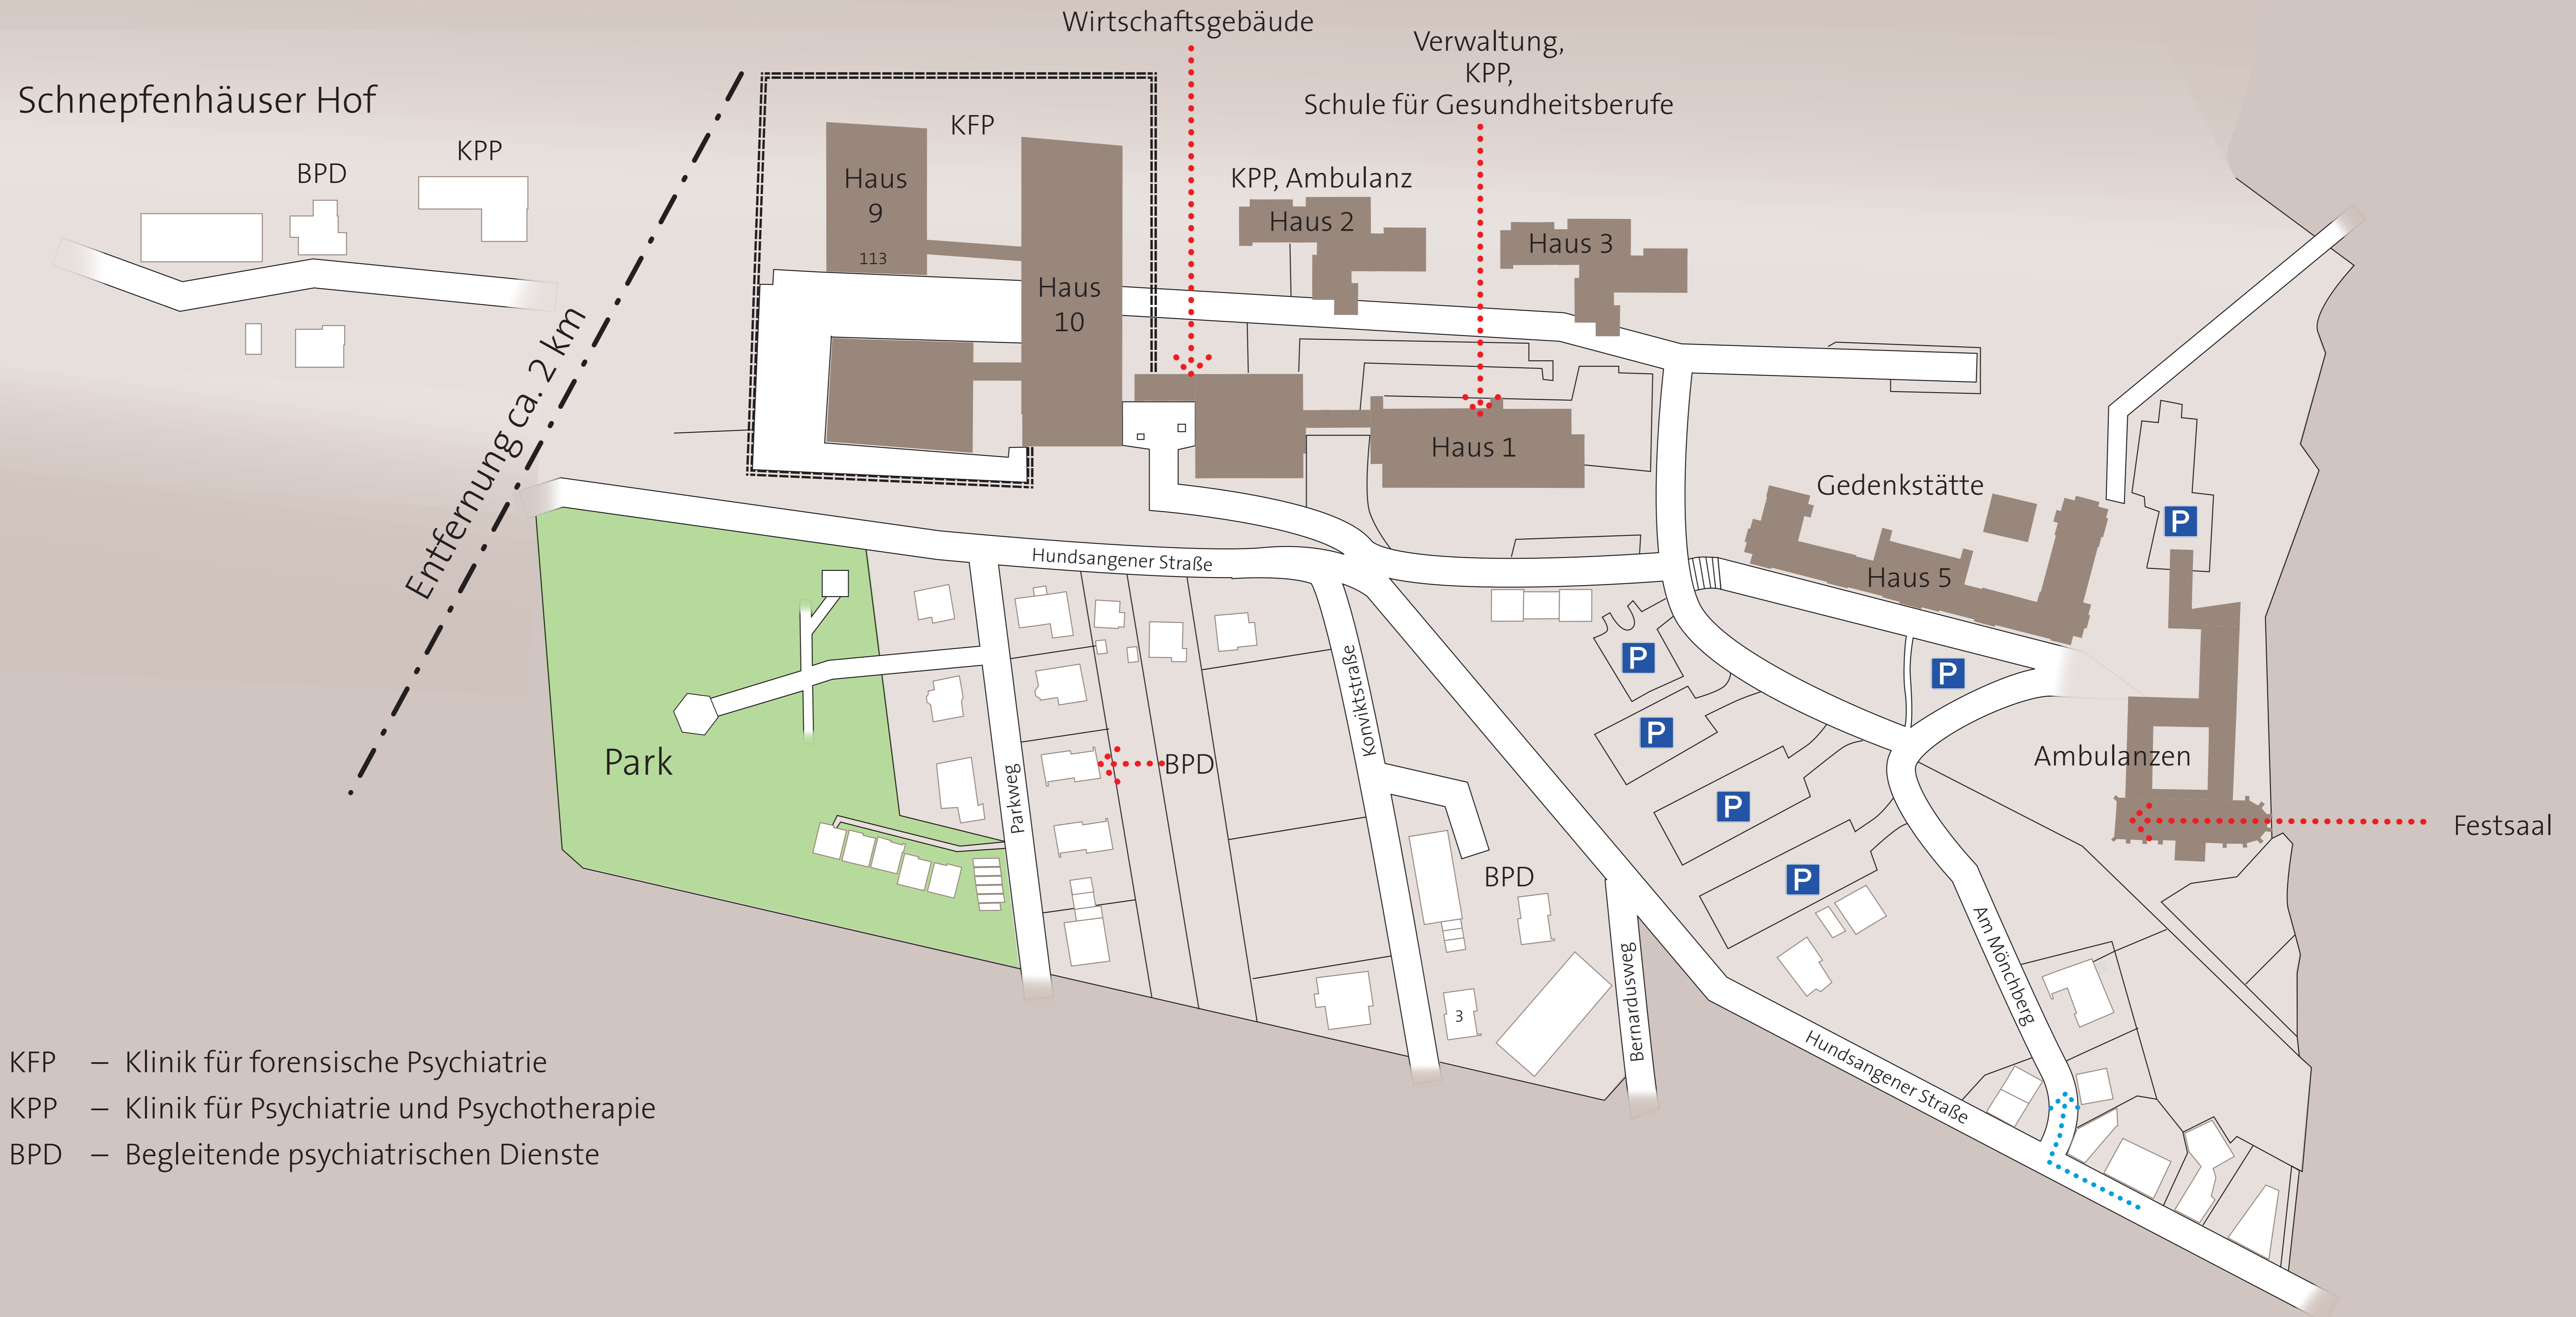 Wirtschaftsgebäude
Verwaltung,
KPP,
Schule für Gesundheitsberufe
Schnepfenhäuser Hof
BPD
KPP
KFP
KPP, Ambulanz
Haus
9
113
Haus
10
Haus 2
Haus 3
Entfernung ca. 2 km
Haus 1
Gedenkstätte
Haus 5
P
Hundsangener Straße
P
P
P
P
P
Park
Parkweg
BPD
Konviktstraße
Ambulanzen
Festsaal
BPD
3
Bernardusweg
Am Mönchberg
Hundsangener Straße
KFP – Klinik für forensische Psychiatrie
KPP – Klinik für Psychiatrie und Psychotherapie
BPD – Begleitende psychiatrischen Dienste